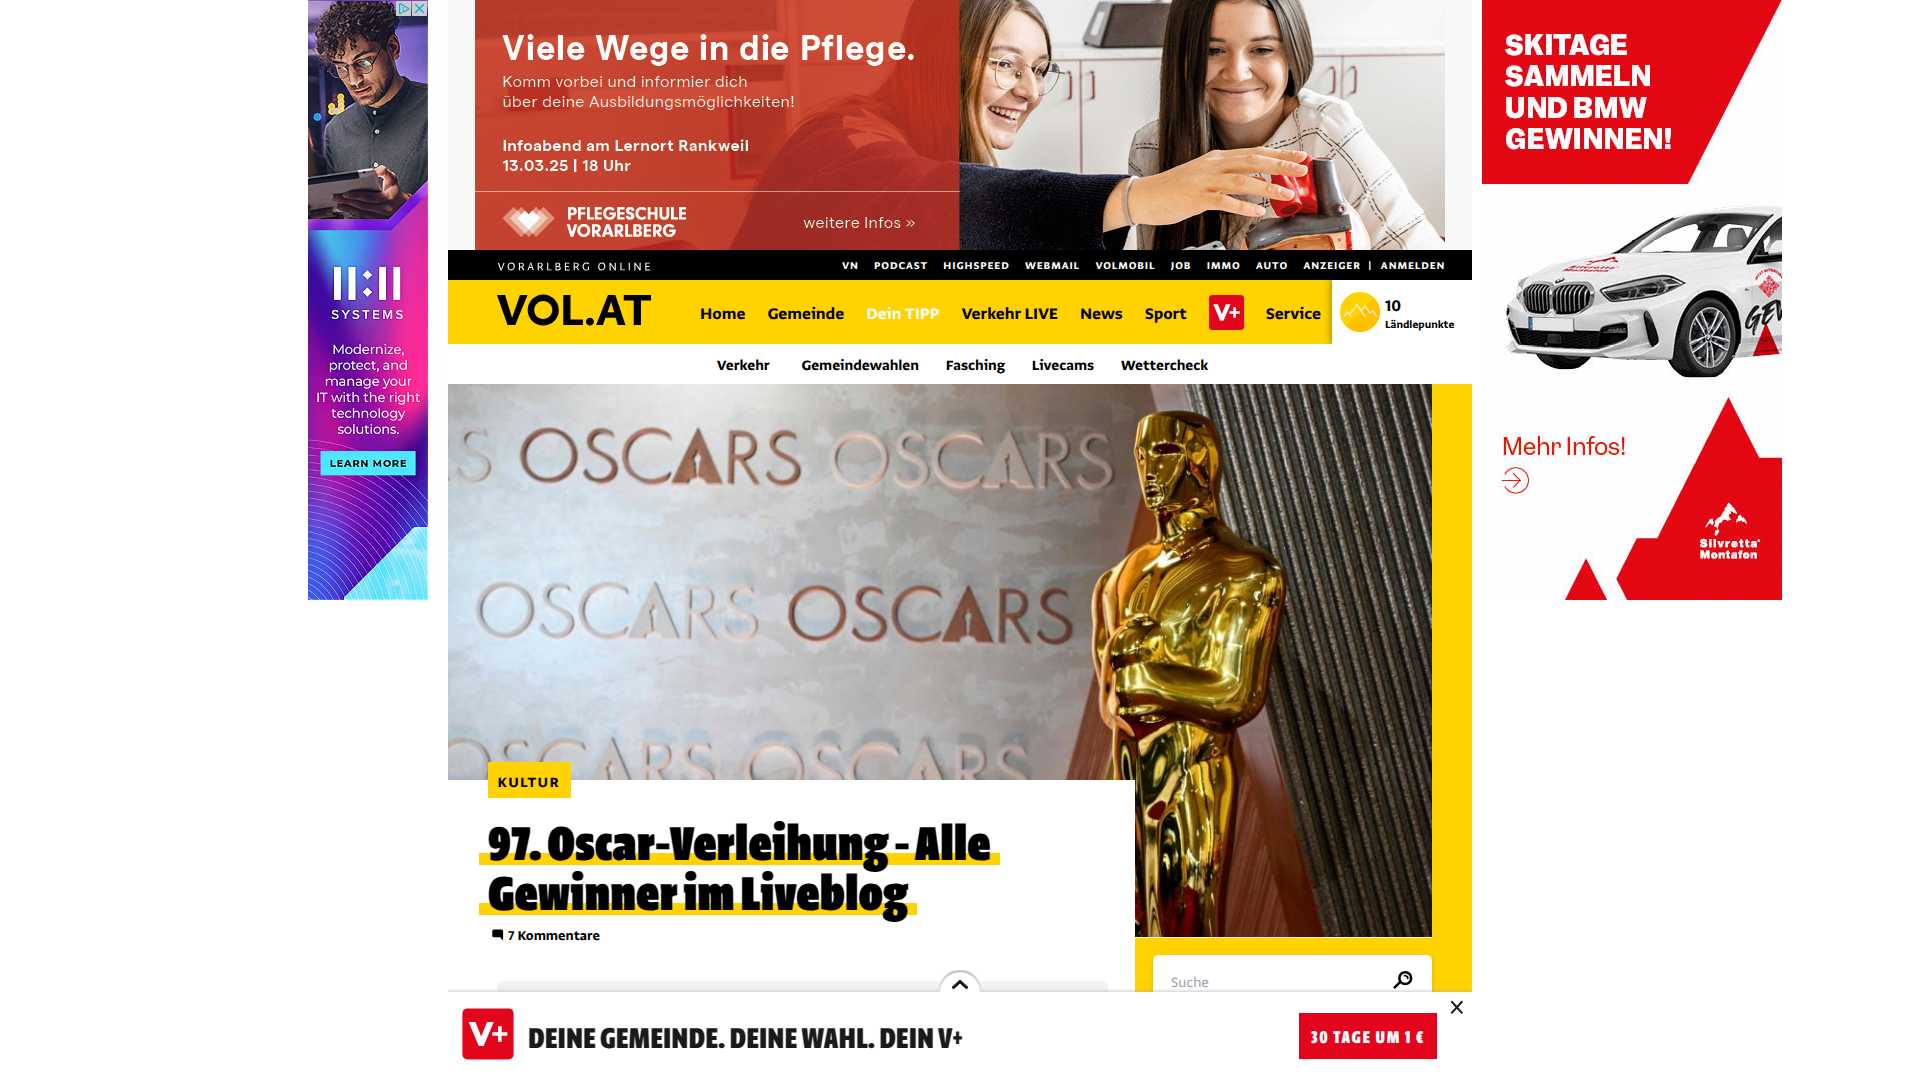 Viele Wege in die Pflege.
Komm vorbei und informier dich
über deine Ausbildungsmöglichkeiten!
Infoabend am Lernort Rankweil
13.03.25 | 18 Uhr
PFLEGESCHULE
VORARLBERG
weitere Infos »
11:11
SYSTEMS
Modernize,
protect, and
manage your
IT with the right
technology
solutions.
LEARN MORE
SKITAGE
SAMMELN
UND BMW
GEWINNEN!
Mehr Infos!
Silvretta
Montafon
VORARLBERG ONLINE
VN PODCAST HIGHSPEED WEBMAIL VOLMOBIL JOB IMMO AUTO ANZEIGER | ANMELDEN
VOL.AT
Home Gemeinde Dein TIPP Verkehr LIVE News Sport V+ Service
10
Ländlepunkte
Verkehr Gemeindewahlen Fasching Livecams Wettercheck
OSCARS OSCARS
OSCARS OSCARS
OSCARS OSCARS
KULTUR
97. Oscar-Verleihung - Alle
Gewinner im Liveblog
7 Kommentare
Suche
V+ DEINE GEMEINDE. DEINE WAHL. DEIN V+
30 TAGE UM 1 €